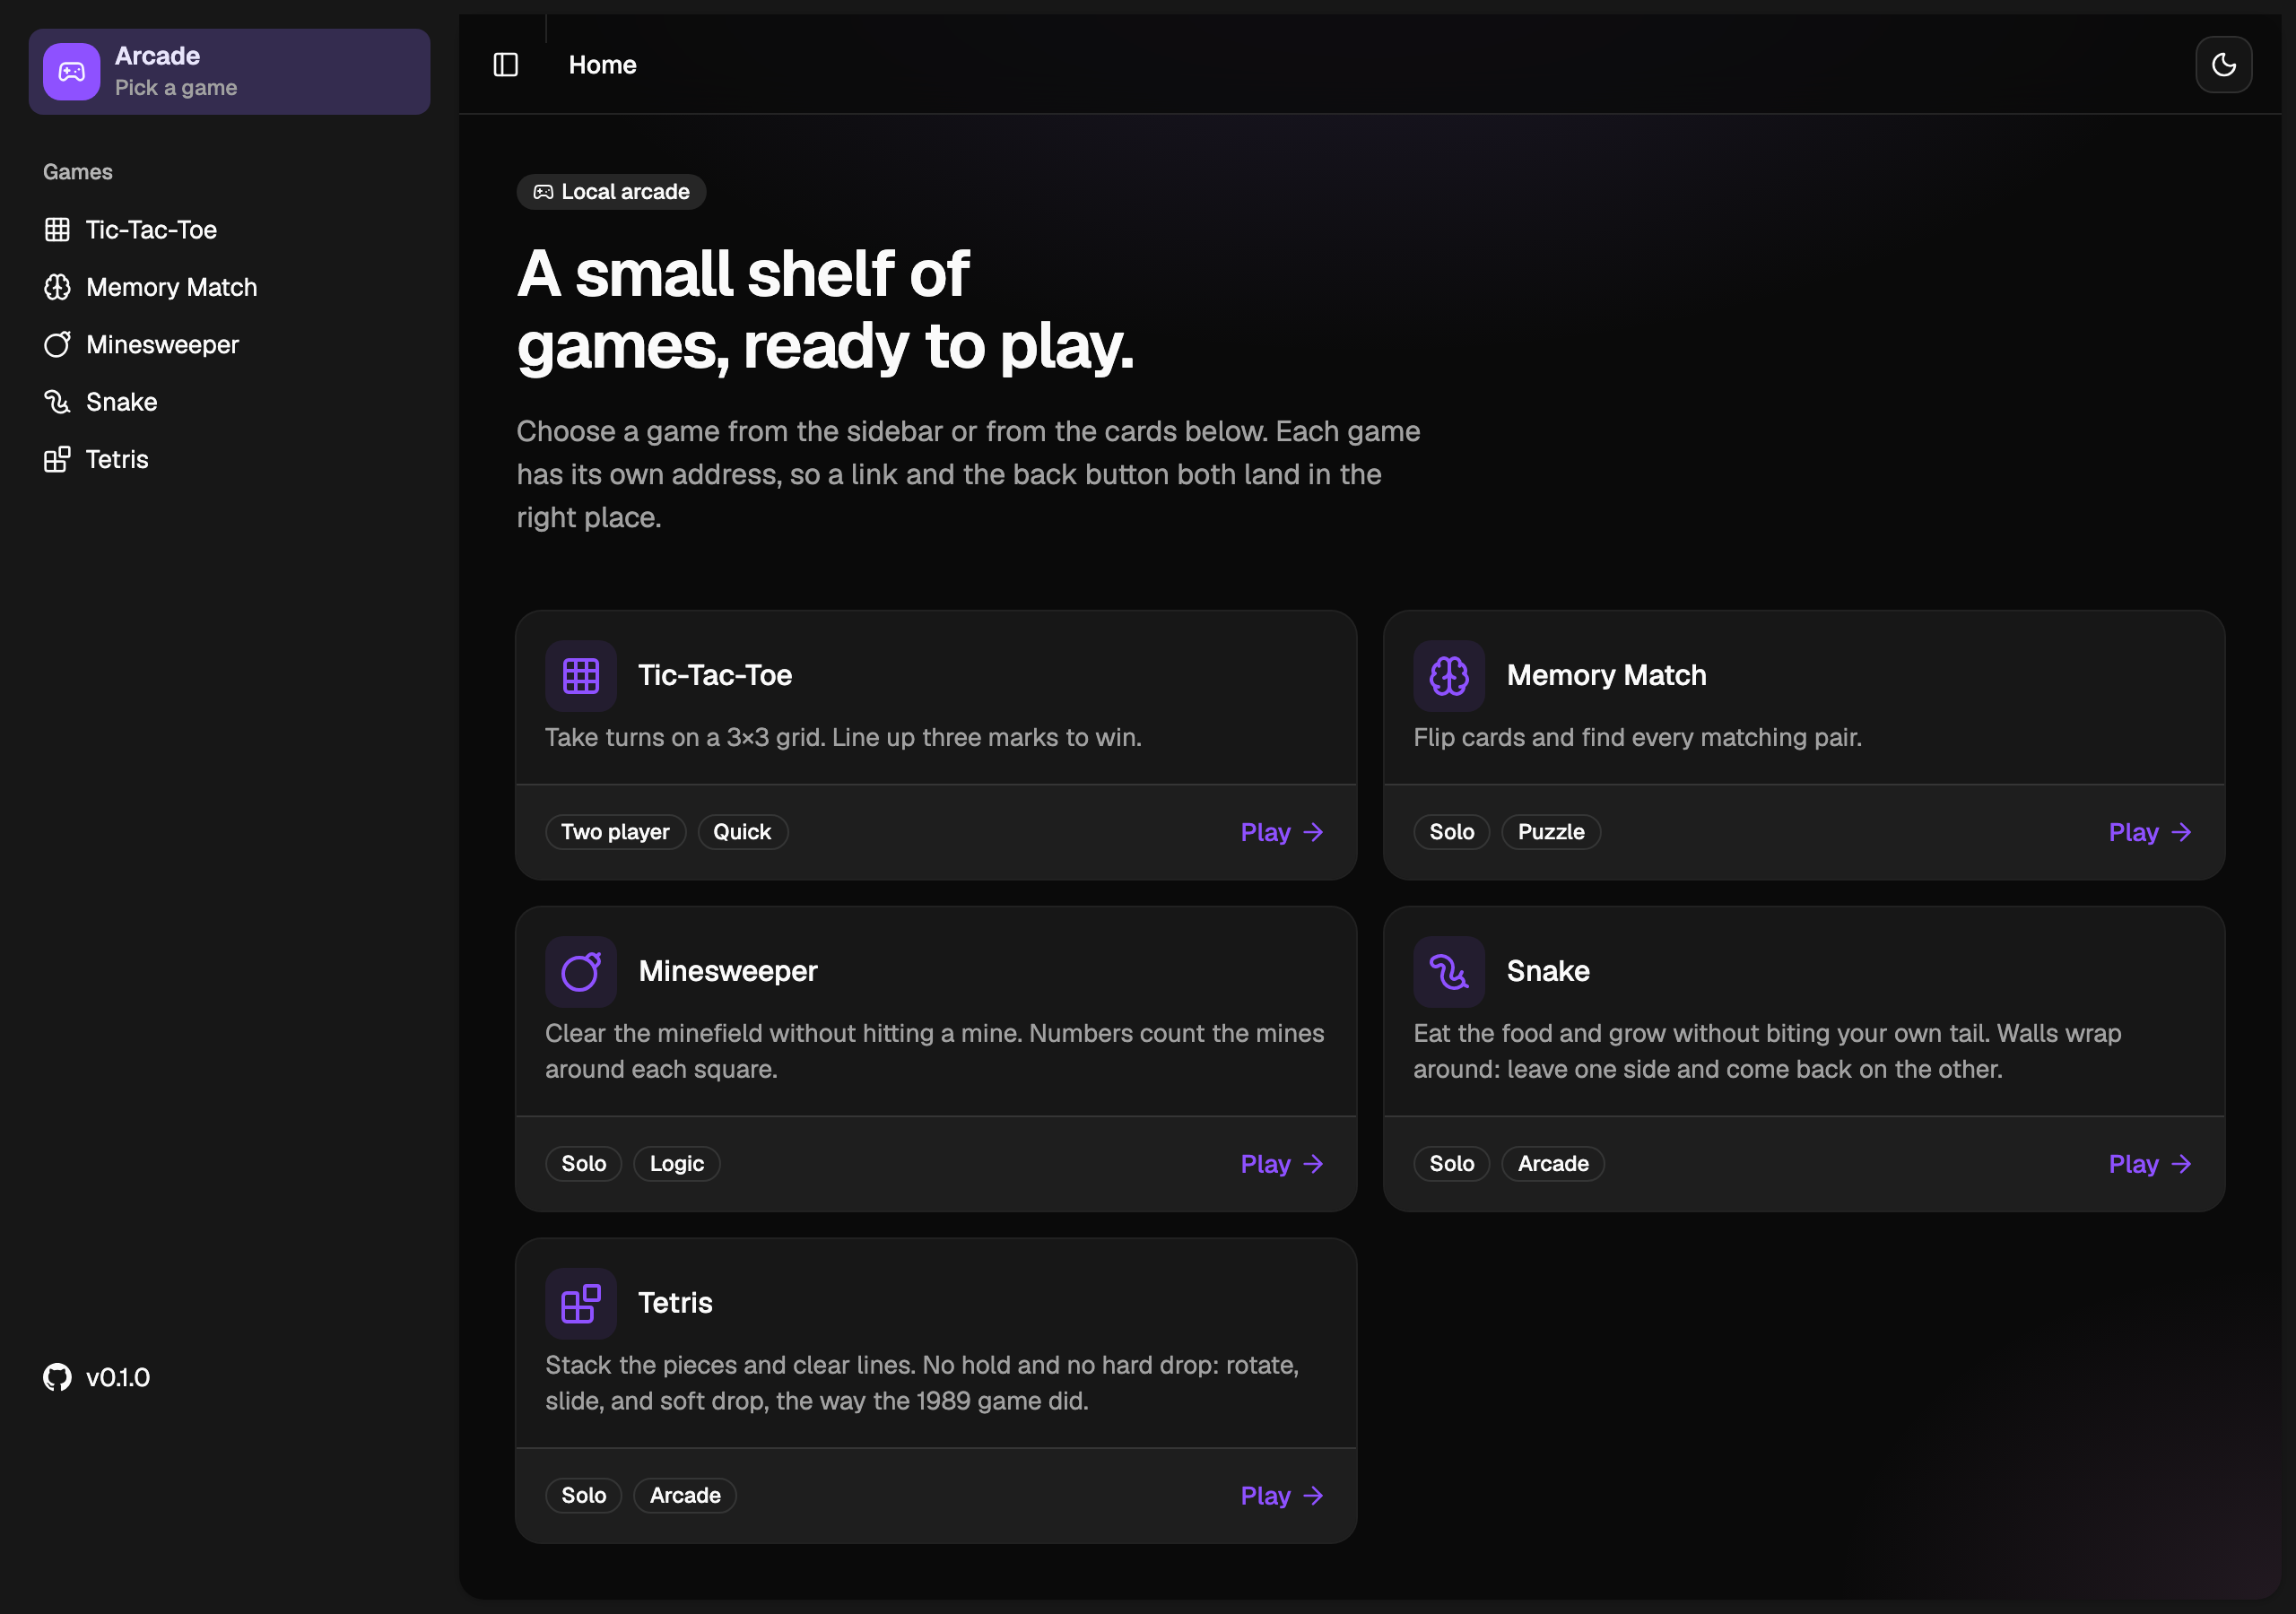 Arcade
Pick a game
Games
Tic-Tac-Toe
Memory Match
Minesweeper
Snake
Tetris
v0.1.0
Home
Local arcade
A small shelf of
games, ready to play.
Choose a game from the sidebar or from the cards below. Each game
has its own address, so a link and the back button both land in the
right place.
Tic-Tac-Toe
Take turns on a 3×3 grid. Line up three marks to win.
Two player Quick Play →
Memory Match
Flip cards and find every matching pair.
Solo Puzzle Play →
Minesweeper
Clear the minefield without hitting a mine. Numbers count the mines
around each square.
Solo Logic Play →
Snake
Eat the food and grow without biting your own tail. Walls wrap
around: leave one side and come back on the other.
Solo Arcade Play →
Tetris
Stack the pieces and clear lines. No hold and no hard drop: rotate,
slide, and soft drop, the way the 1989 game did.
Solo Arcade Play →